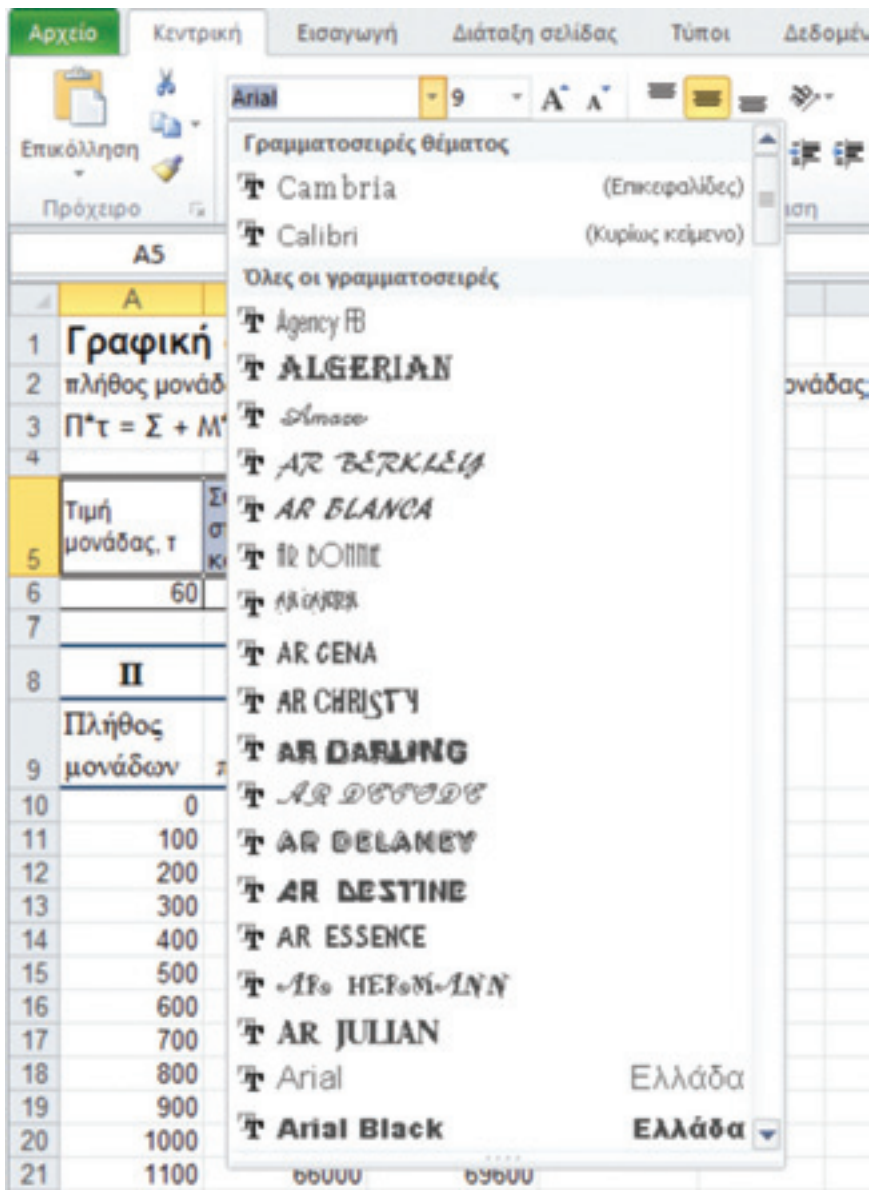 Αρχείο Κεντρική Εισαγωγή Διάταξη σελίδας Τύποι
Arial 9 A A
Επικόλληση
Πρόχειρο
A5
Γραμματοσειρές θέματος
Cambria (Επικεφαλίδες)
Calibri (Κυρίως κείμενο)
Όλες οι γραμματοσειρές
Agency FB
ALGERIAN
Amaze
AR BERKLEY
AR BLANCA
AR BONNIE
AR CENA
AR CHRISTY
AR DARLING
AR DECODE
AR DELANEY
AR DESTINE
AR ESSENCE
AR HERMANN
AR JULIAN
Arial Ελλάδα
Arial Black Ελλάδα
A
1 Γραφική
2 πλήθος μονάδ ονάδας,
3 Π*τ = Σ + Μ*
4
5 Τιμή μονάδας, τ
6 60
7
8 Π
9 Πλήθος μονάδων
10 0
11 100
12 200
13 300
14 400
15 500
16 600
17 700
18 800
19 900
20 1000
21 1100 66000 69600